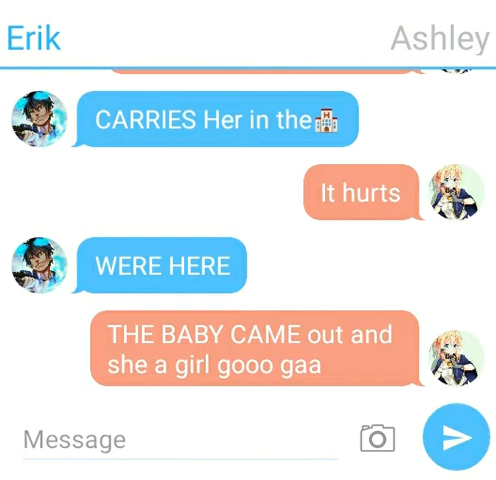 Erik
Ashley
CARRIES Her in the🏥
It hurts
WERE HERE
THE BABY CAME out and
she a girl gooo gaa
Message